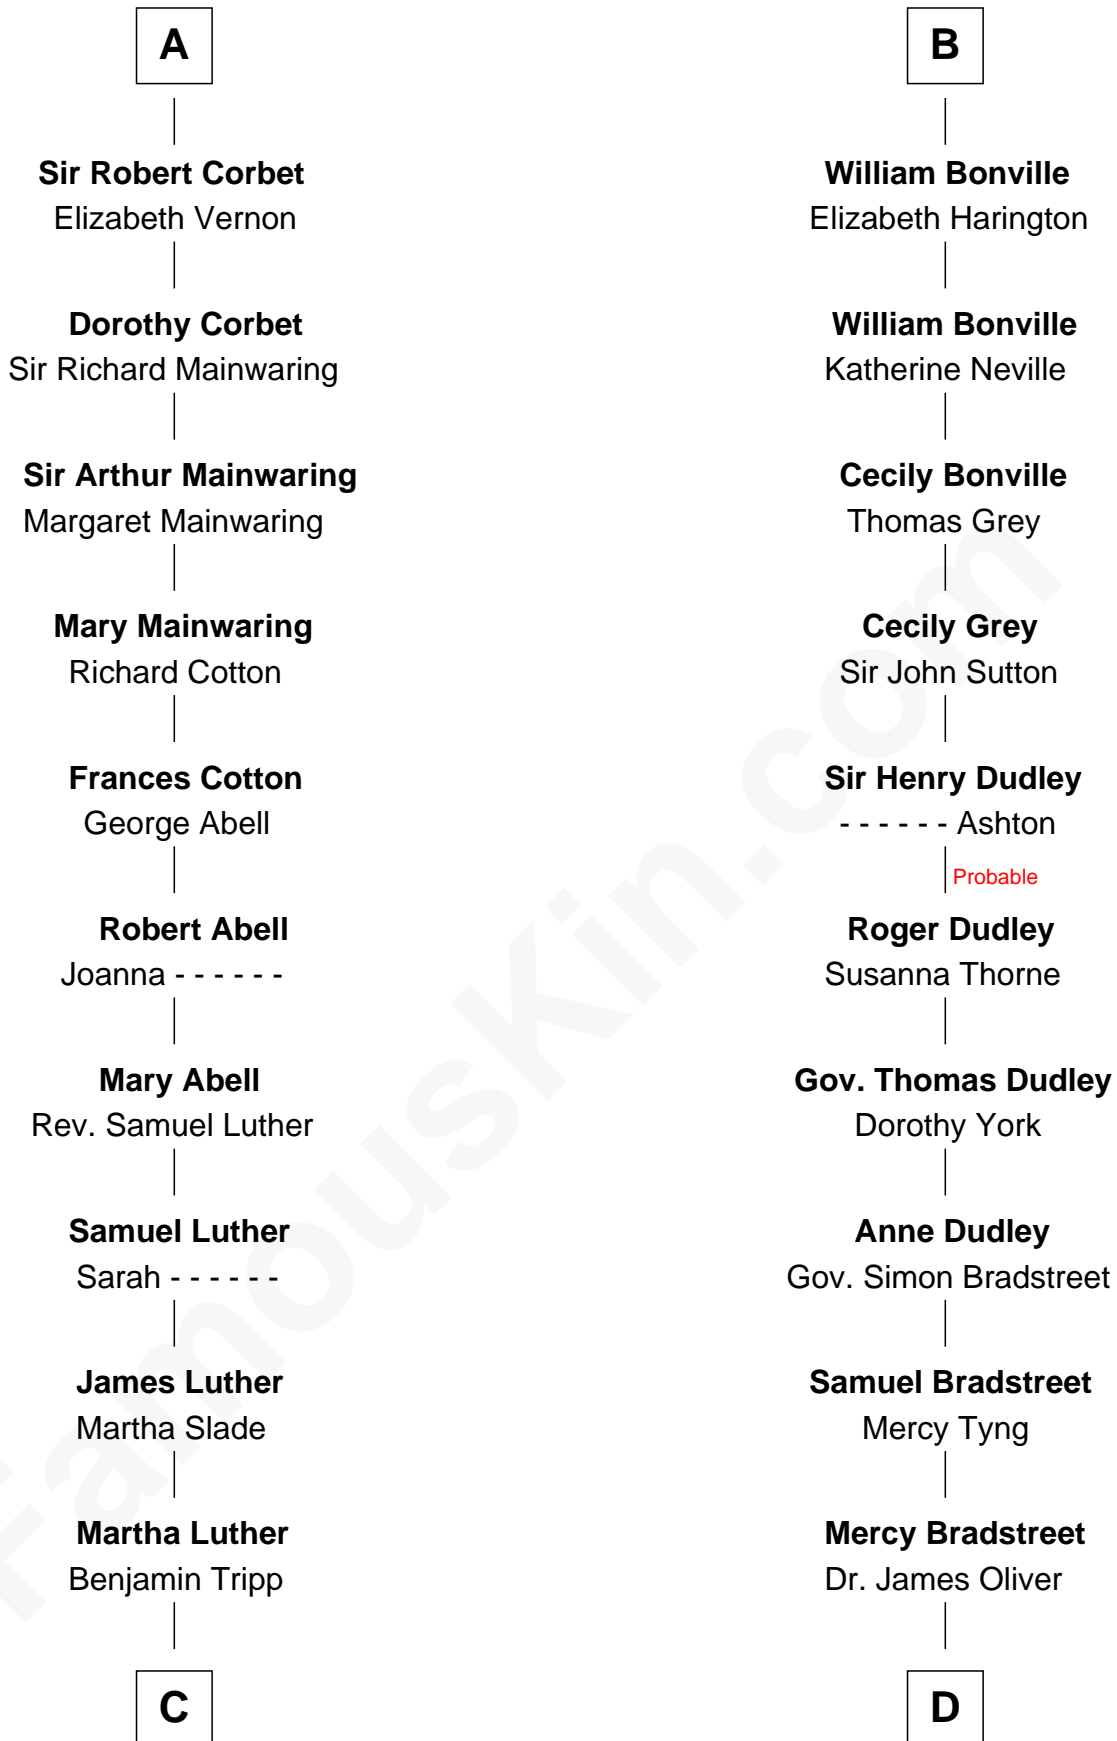 A
Sir Robert Corbet
Elizabeth Vernon
Dorothy Corbet
Sir Richard Mainwaring
Sir Arthur Mainwaring
Margaret Mainwaring
Mary Mainwaring
Richard Cotton
Frances Cotton
George Abell
Robert Abell
Joanna - - - - - -
Mary Abell
Rev. Samuel Luther
Samuel Luther
Sarah - - - - - -
James Luther
Martha Slade
Martha Luther
Benjamin Tripp
C
B
William Bonville
Elizabeth Harington
William Bonville
Katherine Neville
Cecily Bonville
Thomas Grey
Cecily Grey
Sir John Sutton
Sir Henry Dudley
- - - - - - Ashton
Probable
Roger Dudley
Susanna Thorne
Gov. Thomas Dudley
Dorothy York
Anne Dudley
Gov. Simon Bradstreet
Samuel Bradstreet
Mercy Tyng
Mercy Bradstreet
Dr. James Oliver
D
FamousKin.com